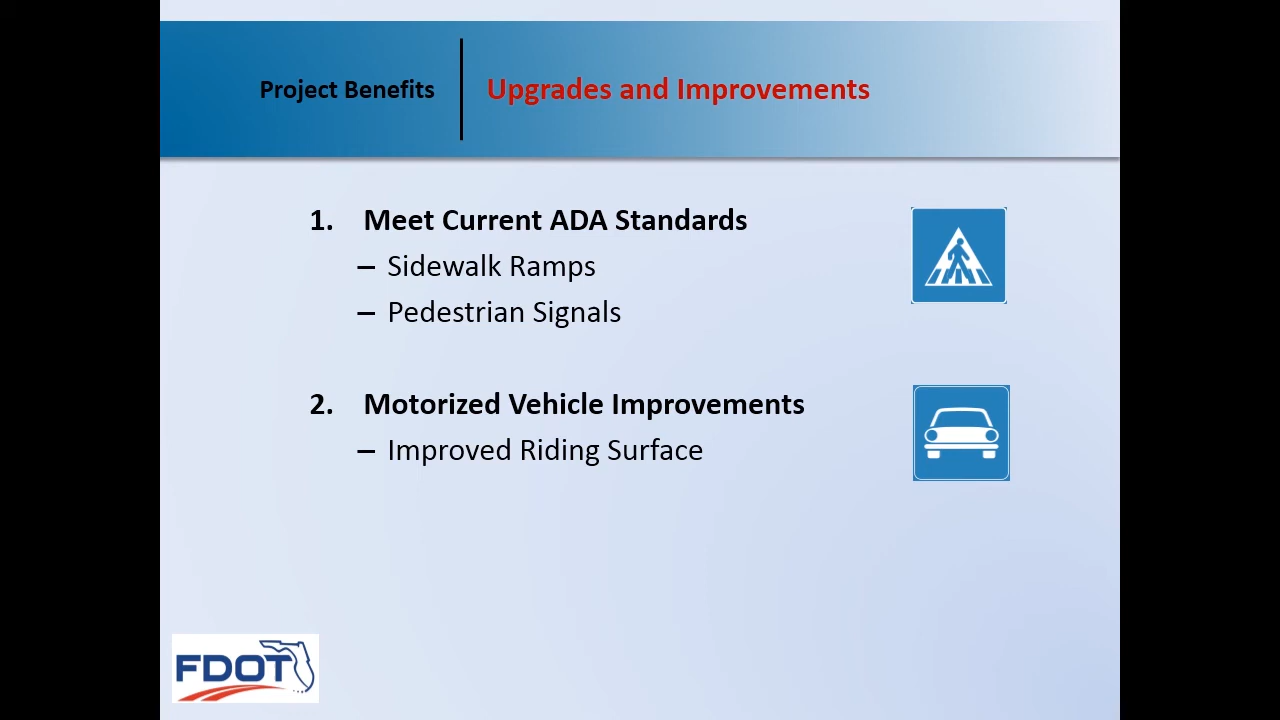 Project Benefits
Upgrades and Improvements
1. Meet Current ADA Standards
– Sidewalk Ramps
– Pedestrian Signals
2. Motorized Vehicle Improvements
– Improved Riding Surface
FDOT